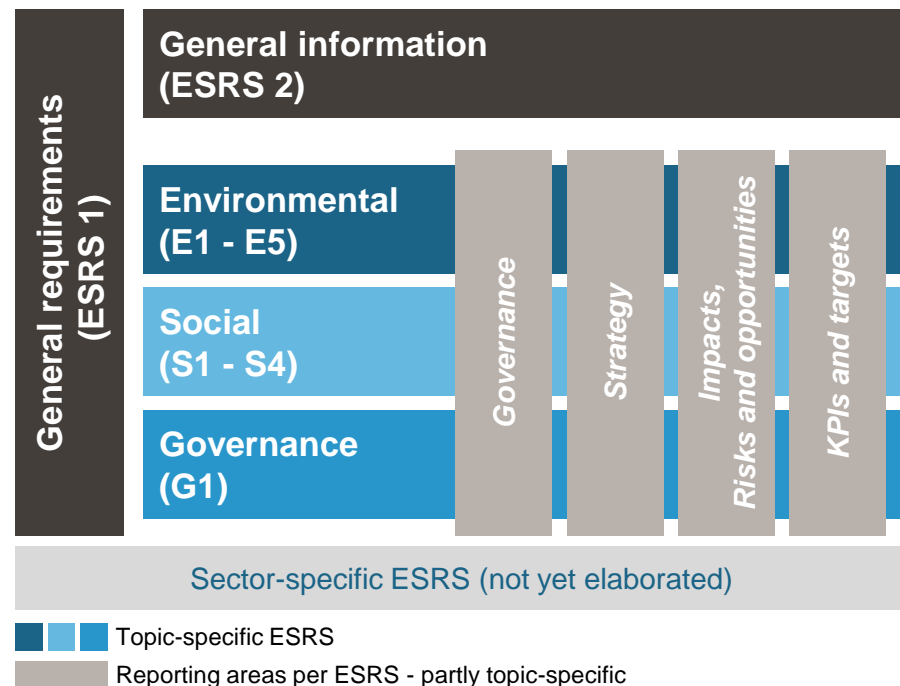 General requirements
(ESRS 1)
General information
(ESRS 2)
Environmental
(E1 - E5)
Social
(S1 - S4)
Governance
(G1)
Governance
Strategy
Impacts,
Risks and opportunities
KPIs and targets
Sector-specific ESRS (not yet elaborated)
Topic-specific ESRS
Reporting areas per ESRS - partly topic-specific